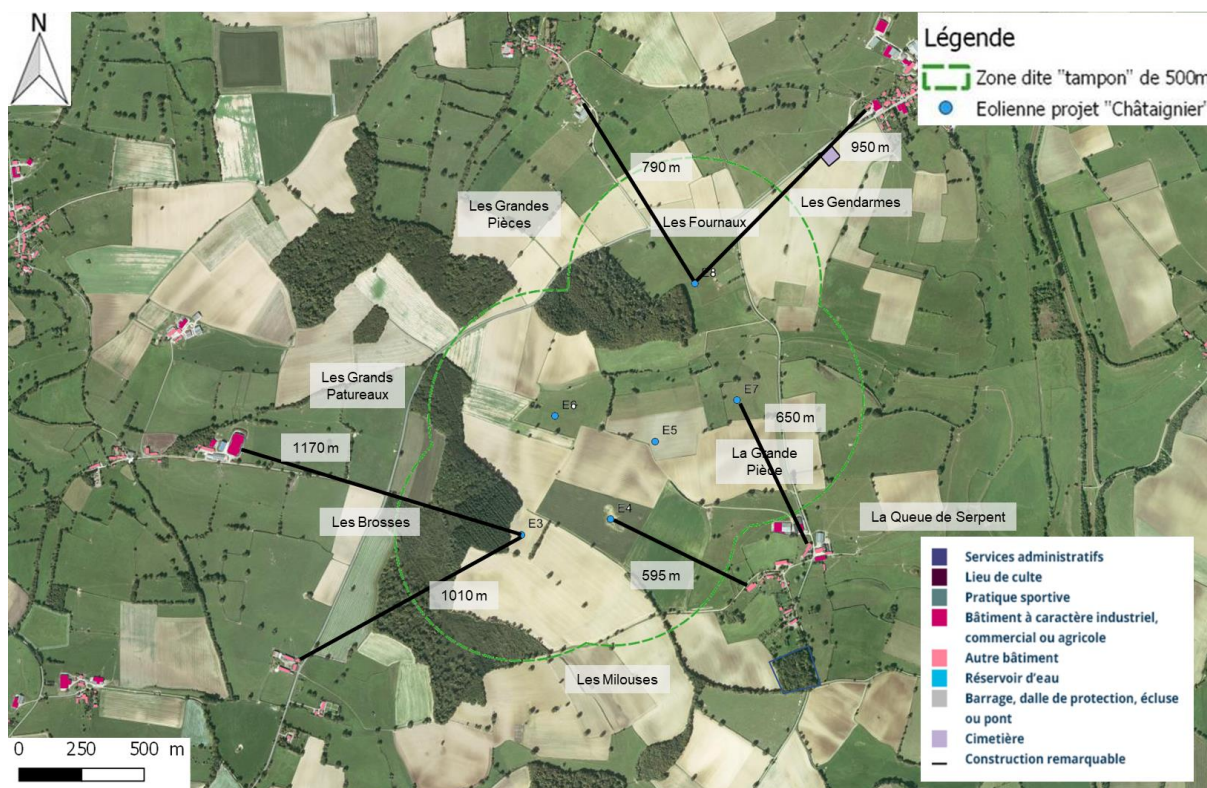 N
Légende
Zone dite "tampon" de 500m
Eolienne projet "Châtaignier"
790 m
950 m
Les Grandes
Pièces
Les Gendarmes
Les Fournaux
Les Grands
Patureaux
E7
E6
650 m
1170 m
E5
La Grande
Pièce
Les Brosses
E3
E4
La Queue de Serpent
595 m
1010 m
Les Milouses
Services administratifs
Lieu de culte
Pratique sportive
Bâtiment à caractère industriel,
commercial ou agricole
Autre bâtiment
Réservoir d'eau
Barrage, dalle de protection, écluse
ou pont
Cimetière
Construction remarquable
0 250 500 m